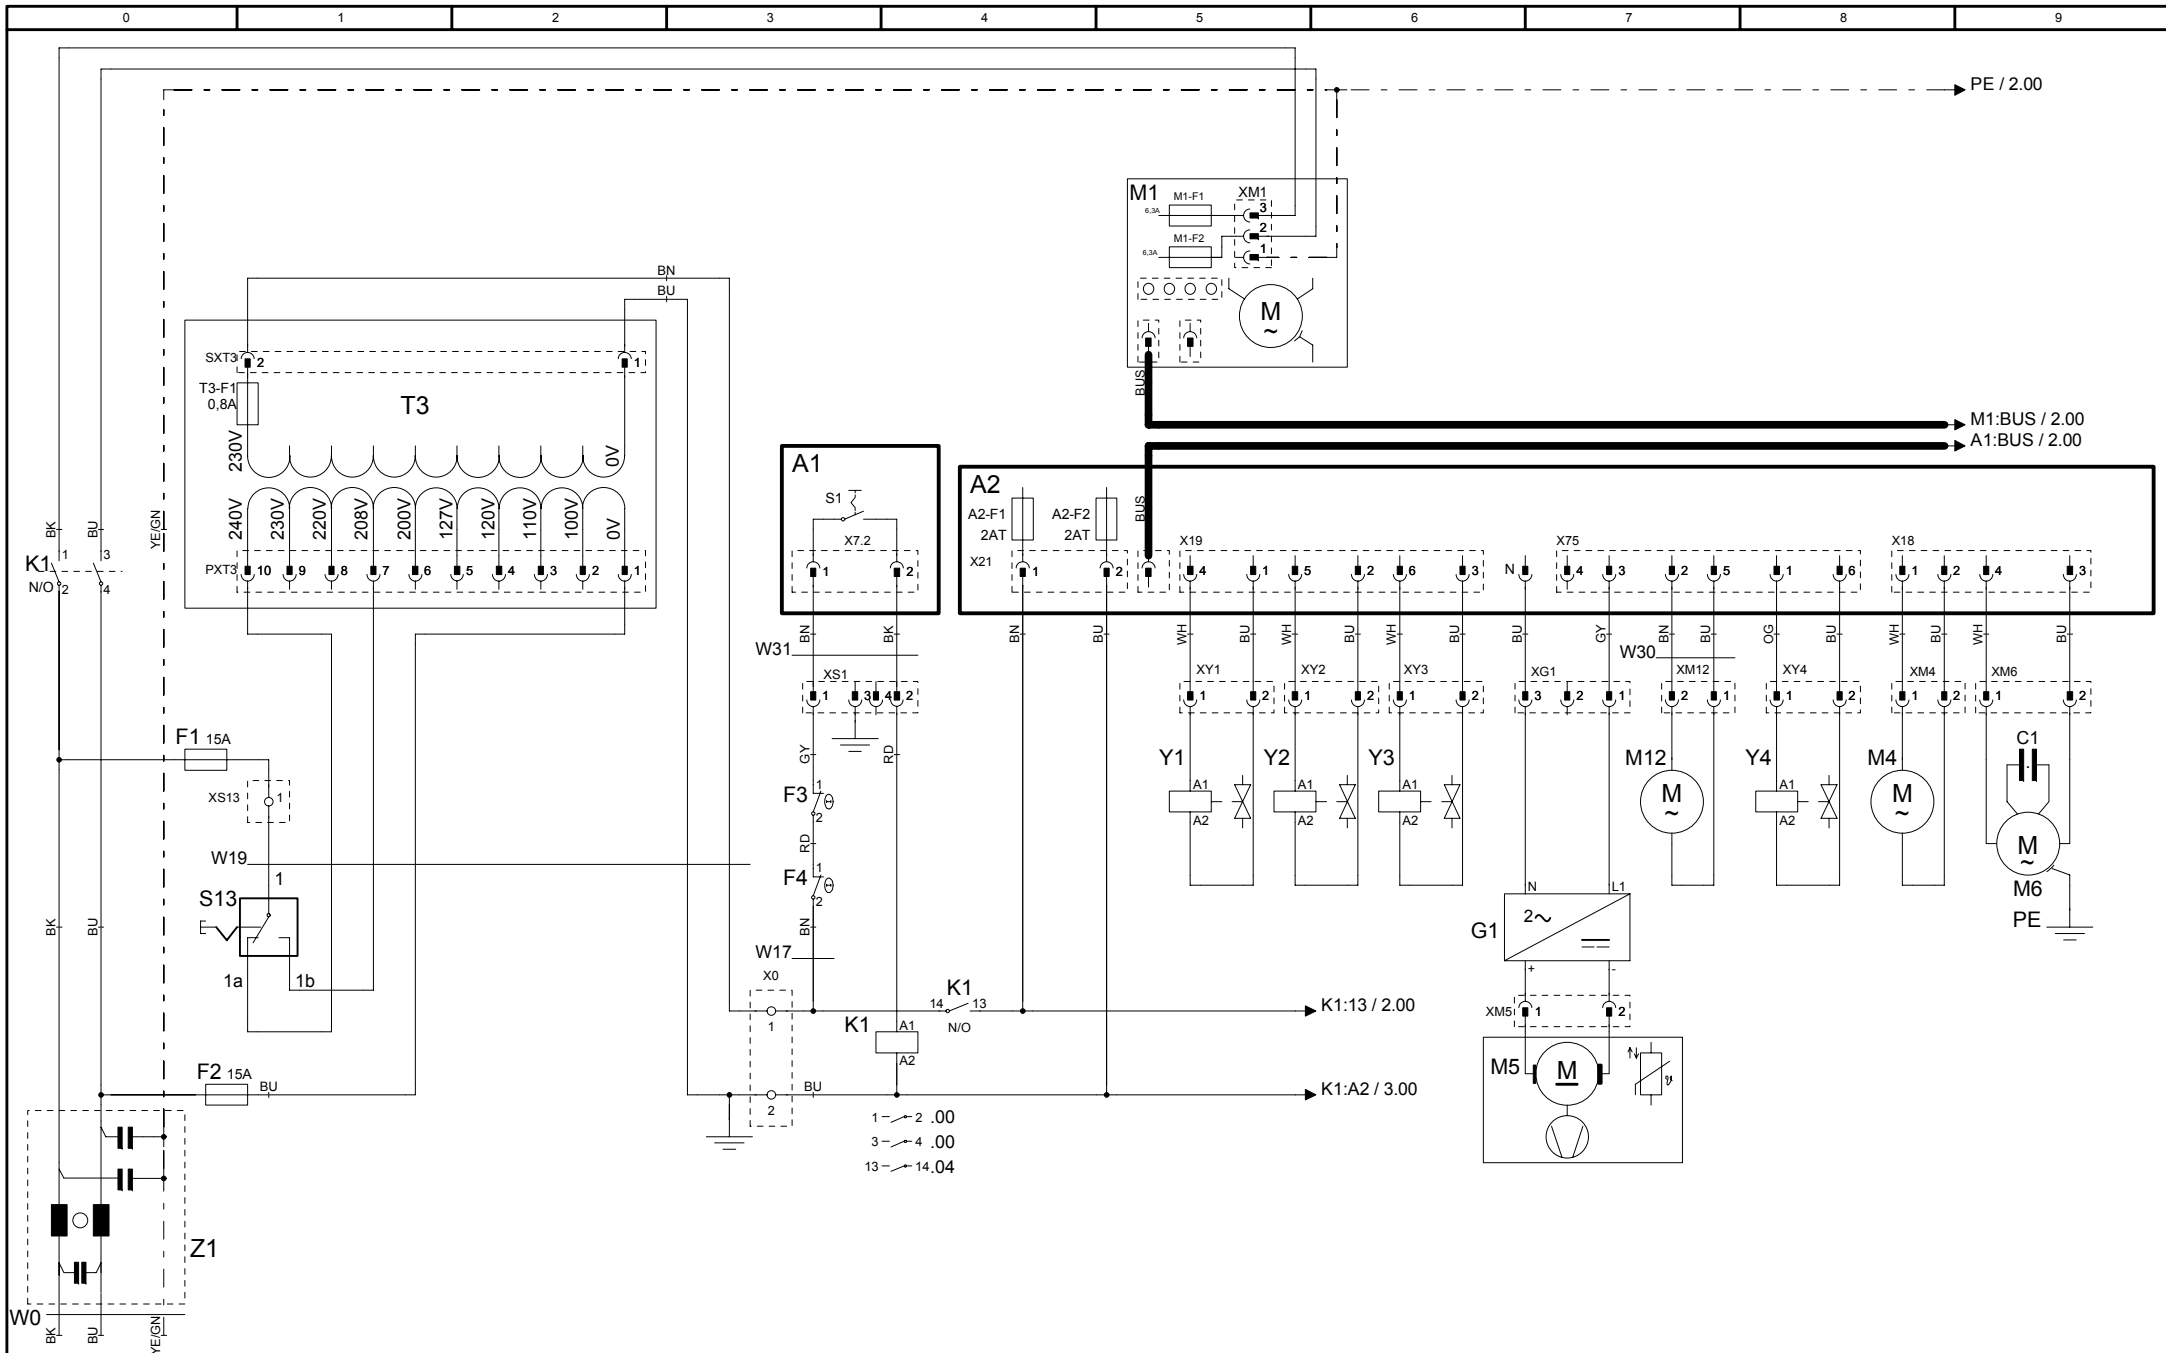 0 1 2 3 4 5 6 7 8 9
PE / 2.00
M1 M1-F1 XM1
6,3A 3
M1-F2 2
6,3A 1
M
~
BUS
BN
BU
SXT3 2 1
T3-F1
0,8A
T3
230V 0V
240V 230V 220V 208V 200V 127V 120V 110V 100V 0V
PXT3 10 9 8 7 6 5 4 3 2 1
M1:BUS / 2.00
A1:BUS / 2.00
A1
S1
X7.2
1 2
A2
A2-F1
2AT
A2-F2
2AT
BUS
X21 1 2
X19
4 1 5 2 6 3
N
X75
4 3 2 5 1 6
X18
1 2 4 3
BK BU YE/GN
K1 1 3
N/O 2 4
BN BK BN BU WH BU WH BU WH BU BU GY BN BU OG BU WH BU WH BU
W31
W30
XS1
1 3 4 2
XY1
1 2
XY2
1 2
XY3
1 2
XG1
3 2 1
XM12
2 1
XY4
1 2
XM4
1 2
XM6
1 2
F1 15A
XS13 1
W19
S13
1
1a 1b
GY RD
F3 1
2
RD
F4 1
2
BN
W17
X0
1
2
Y1 A1
A2
Y2 A1
A2
Y3 A1
A2
M12
M
~
Y4 A1
A2
M4
M
~
C1
M
~
M6
PE
N L1
G1 2~
+ -
XM5 1 2
M5 M
ϑ
BK BU
14 K1 13
N/O
K1:13 / 2.00
K1 A1
A2
F2 15A
BU
BU
K1:A2 / 3.00
1 2 .00
3 4 .00
13 14 .04
Z1
W0
BK BU YE/GN